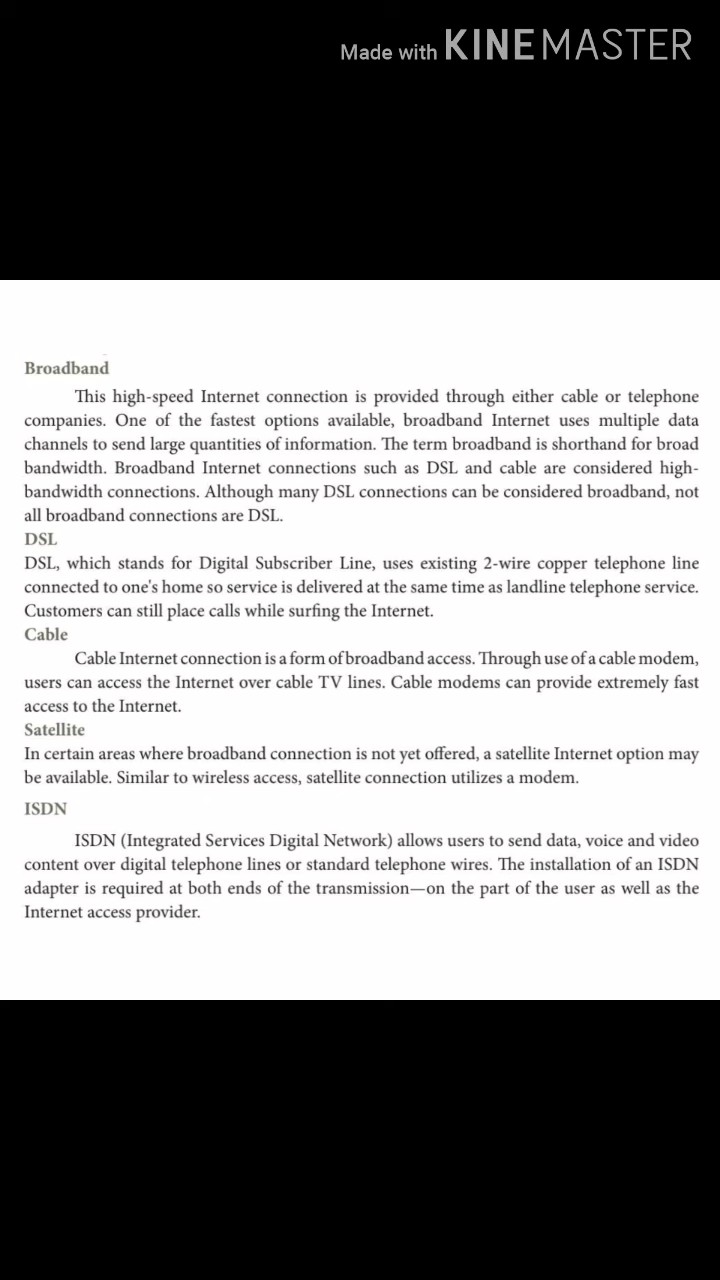 Made with KINEMASTER
Broadband
This high-speed Internet connection is provided through either cable or telephone
companies. One of the fastest options available, broadband Internet uses multiple data
channels to send large quantities of information. The term broadband is shorthand for broad
bandwidth. Broadband Internet connections such as DSL and cable are considered high-
bandwidth connections. Although many DSL connections can be considered broadband, not
all broadband connections are DSL.
DSL
DSL, which stands for Digital Subscriber Line, uses existing 2-wire copper telephone line
connected to one's home so service is delivered at the same time as landline telephone service.
Customers can still place calls while surfing the Internet.
Cable
Cable Internet connection is a form of broadband access. Through use of a cable modem,
users can access the Internet over cable TV lines. Cable modems can provide extremely fast
access to the Internet.
Satellite
In certain areas where broadband connection is not yet offered, a satellite Internet option may
be available. Similar to wireless access, satellite connection utilizes a modem.
ISDN
ISDN (Integrated Services Digital Network) allows users to send data, voice and video
content over digital telephone lines or standard telephone wires. The installation of an ISDN
adapter is required at both ends of the transmission—on the part of the user as well as the
Internet access provider.